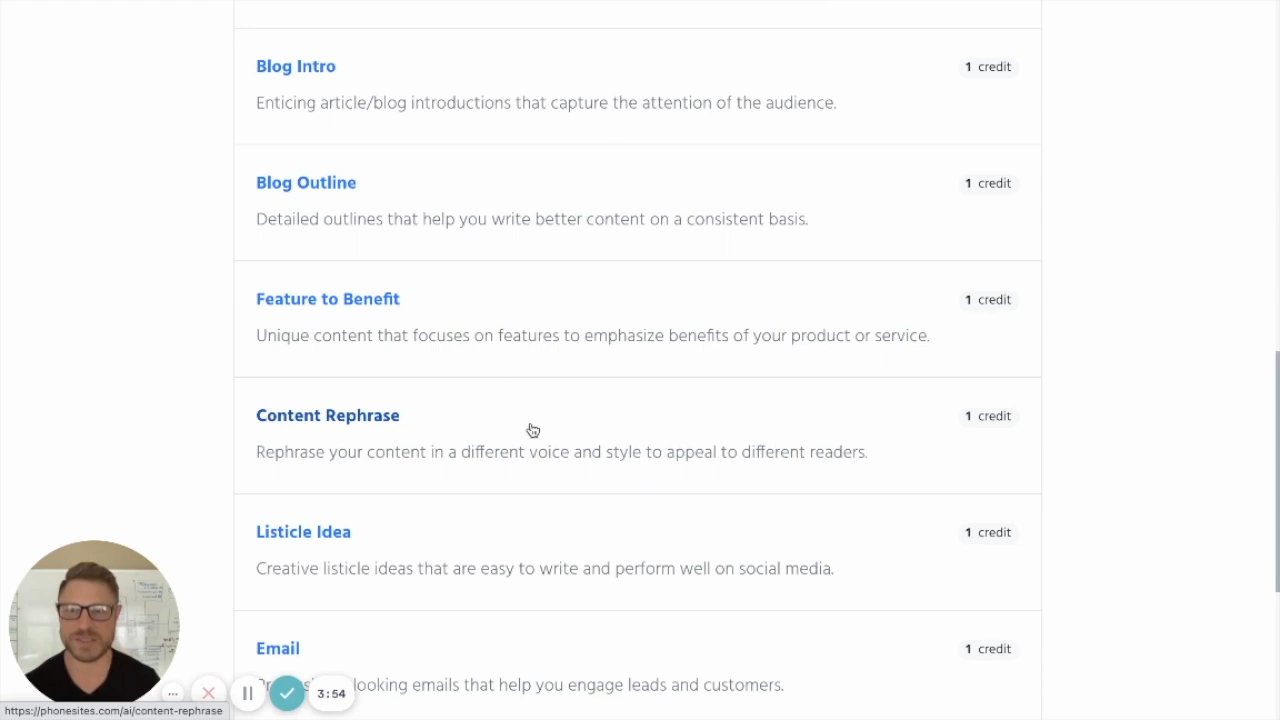 Blog Intro
1 credit
Enticing article/blog introductions that capture the attention of the audience.
Blog Outline
1 credit
Detailed outlines that help you write better content on a consistent basis.
Feature to Benefit
1 credit
Unique content that focuses on features to emphasize benefits of your product or service.
Content Rephrase
1 credit
Rephrase your content in a different voice and style to appeal to different readers.
Listicle Idea
1 credit
Creative listicle ideas that are easy to write and perform well on social media.
Email
1 credit
looking emails that help you engage leads and customers.
3:54
https://phonesites.com/ai/content-rephrase